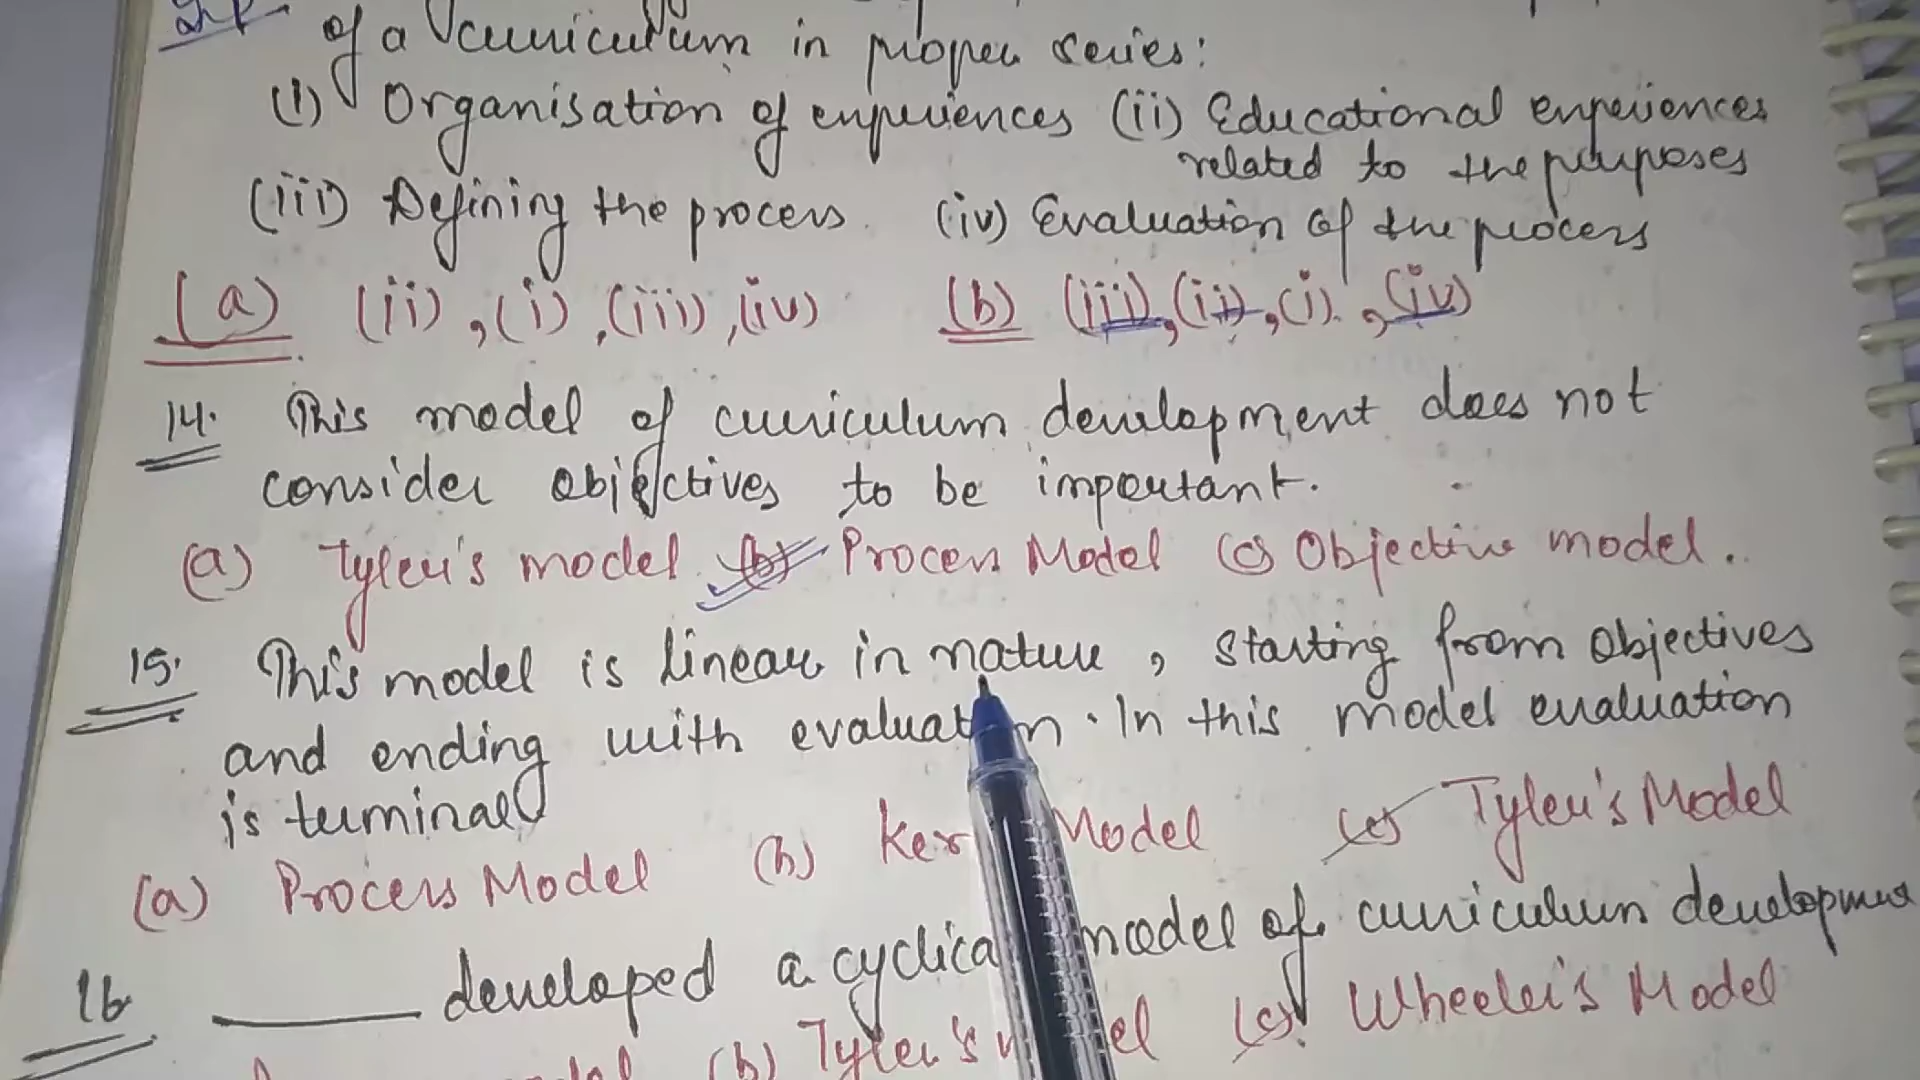 of a curriculum in proper series:
(i) Organisation of experiences (ii) Educational experiences
related to the purposes
(iii) Defining the process. (iv) Evaluation of the process
(a) (ii), (i), (iii), (iv) (b) (iii), (ii), (i), (iv)
14. This model of curriculum development does not
consider objectives to be important.
(a) Tyler's model (b) Process Model (c) Objective model.
15. This model is linear in nature, starting from objectives
and ending with evaluation. In this model evaluation
is terminal
(a) Process Model (b) Ker Model (c) Tyler's Model
16 developed a cyclical model of curriculum development
(b) Tyler's model (c) Wheeler's Model